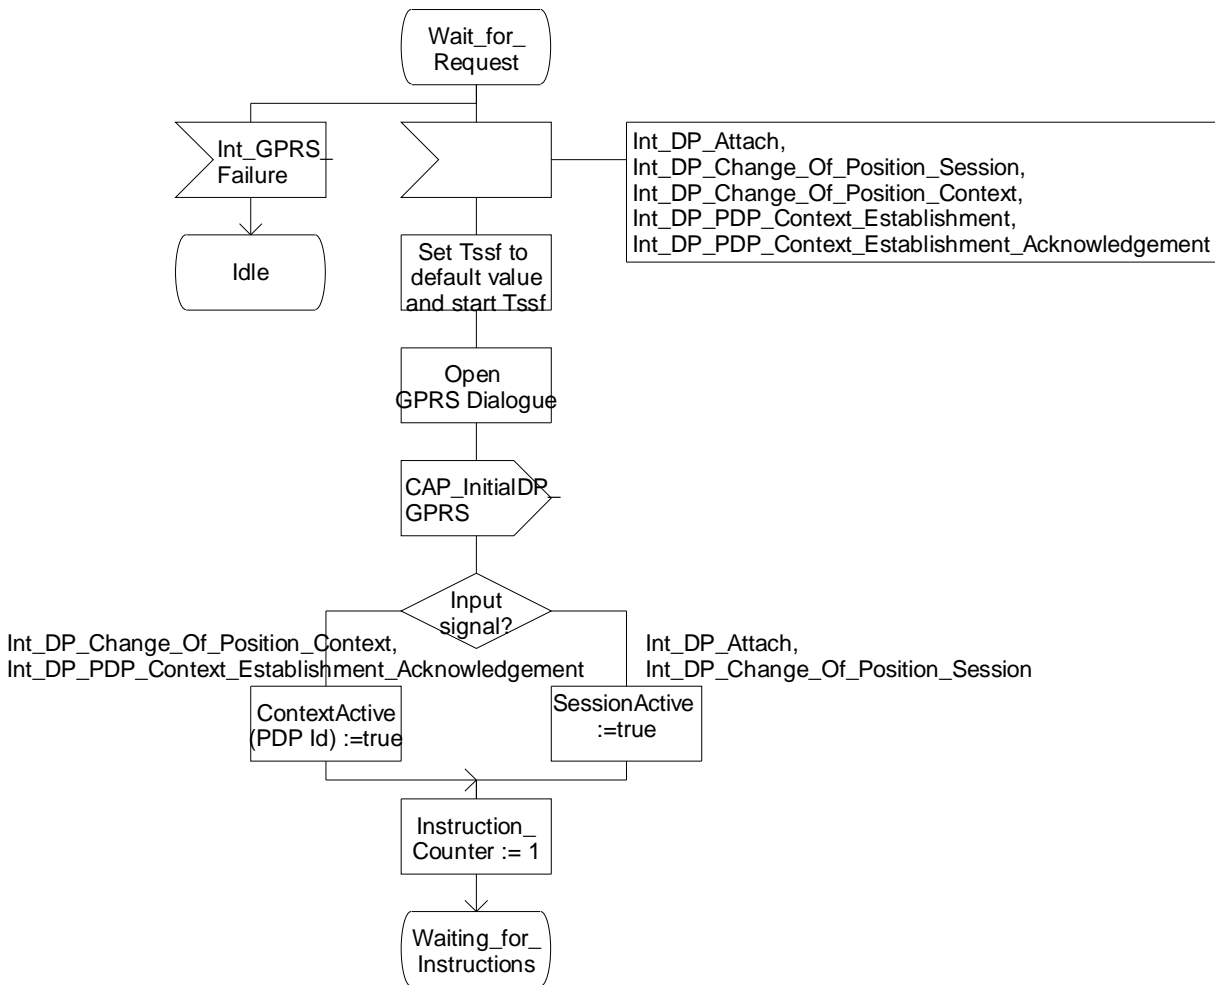 Wait_for_
Request
Int_GPRS_
Failure
Int_DP_Attach,
Int_DP_Change_Of_Position_Session,
Int_DP_Change_Of_Position_Context,
Int_DP_PDP_Context_Establishment,
Int_DP_PDP_Context_Establishment_Acknowledgement
Idle
Set Tssf to
default value
and start Tssf
Open
GPRS Dialogue
CAP_InitialDP_
GPRS
Input
signal?
Int_DP_Change_Of_Position_Context,
Int_DP_PDP_Context_Establishment_Acknowledgement
Int_DP_Attach,
Int_DP_Change_Of_Position_Session
ContextActive
(PDP Id) :=true
SessionActive
:=true
Instruction_
Counter := 1
Waiting_for_
Instructions